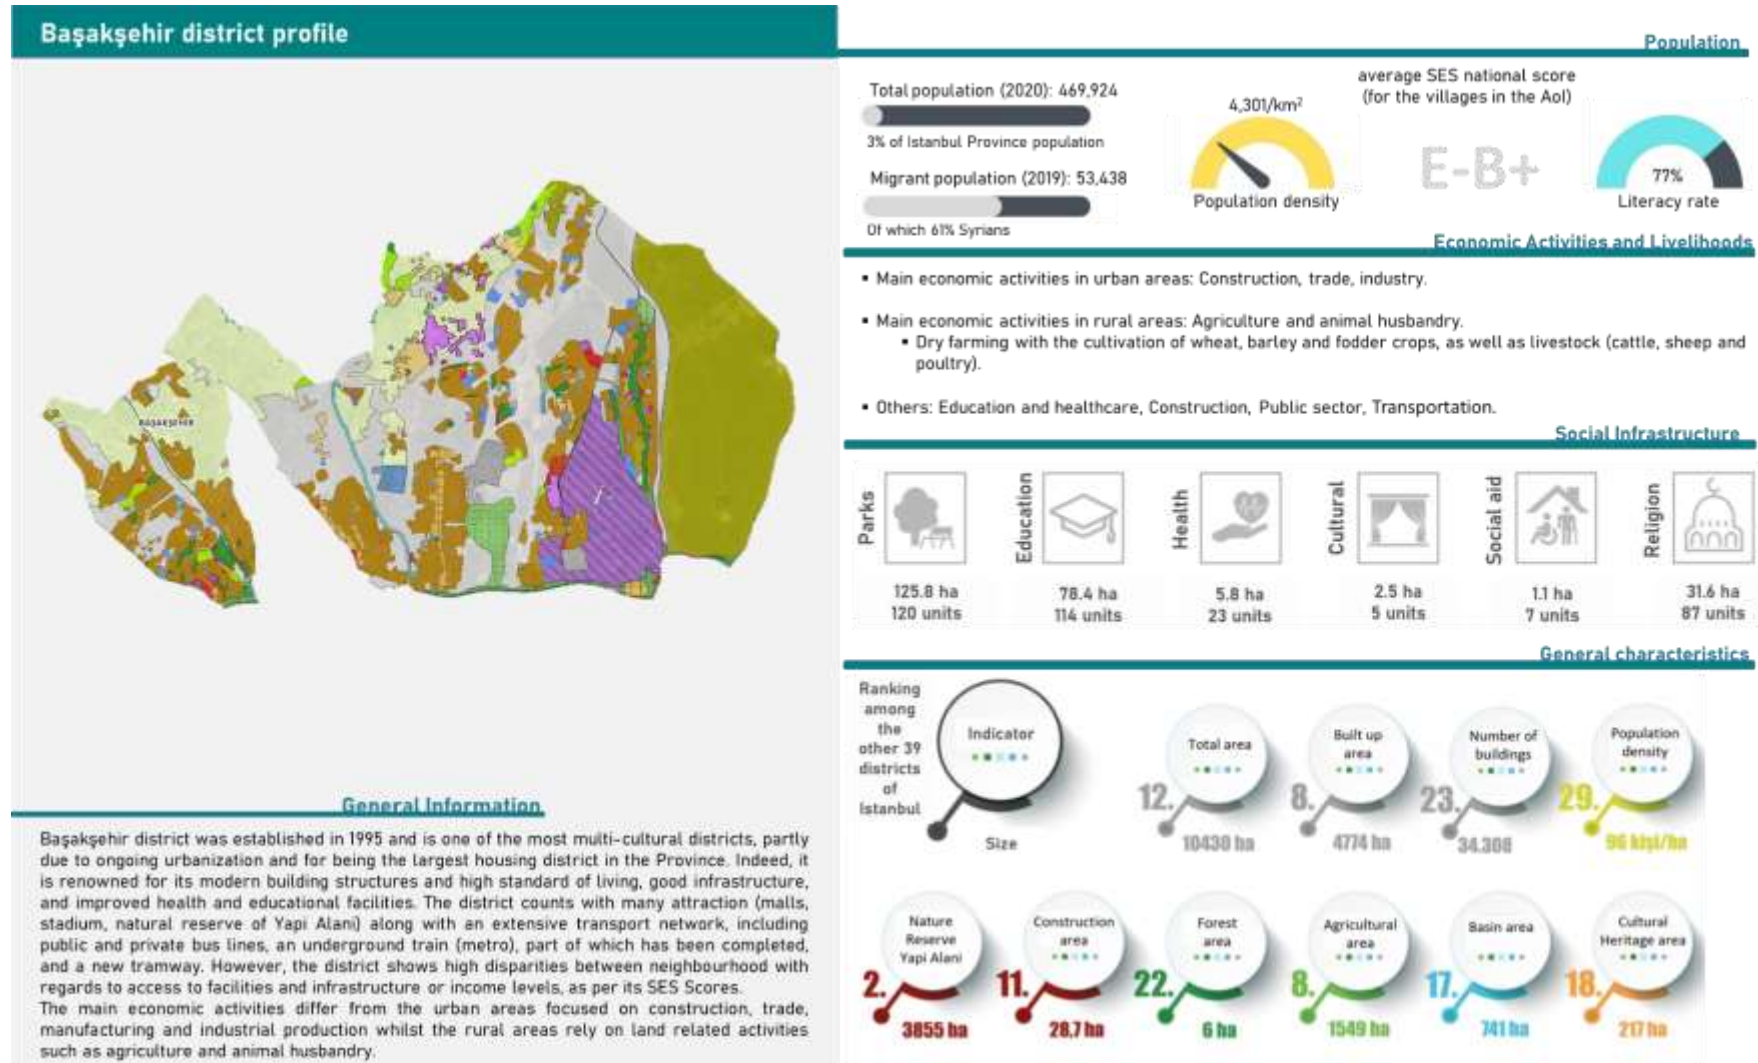 Başakşehir district profile
BAŞAKŞEHİR
General Information
Başakşehir district was established in 1995 and is one of the most multi-cultural districts, partly
due to ongoing urbanization and for being the largest housing district in the Province. Indeed, it
is renowned for its modern building structures and high standard of living, good infrastructure,
and improved health and educational facilities. The district counts with many attraction (malls,
stadium, natural reserve of Yapi Alani) along with an extensive transport network, including
public and private bus lines, an underground train (metro), part of which has been completed,
and a new tramway. However, the district shows high disparities between neighbourhood with
regards to access to facilities and infrastructure or income levels, as per its SES Scores.
The main economic activities differ from the urban areas focused on construction, trade,
manufacturing and industrial production whilst the rural areas rely on land related activities
such as agriculture and animal husbandry.
Population
Total population (2020): 469,924
3% of Istanbul Province population
Migrant population (2019): 53,438
Of which 61% Syrians
4,301/km²
Population density
average SES national score
(for the villages in the AoI)
E-B+
77%
Literacy rate
Economic Activities and Livelihoods
▪ Main economic activities in urban areas: Construction, trade, industry.
▪ Main economic activities in rural areas: Agriculture and animal husbandry.
▪ Dry farming with the cultivation of wheat, barley and fodder crops, as well as livestock (cattle, sheep and
poultry).
▪ Others: Education and healthcare, Construction, Public sector, Transportation.
Social Infrastructure
Parks
125.8 ha
120 units
Education
78.4 ha
114 units
Health
5.8 ha
23 units
Cultural
2.5 ha
5 units
Social aid
1.1 ha
7 units
Religion
31.6 ha
87 units
General characteristics
Ranking
among
the
other 39
districts
of
Istanbul
Indicator
Size
Total area
12.
10430 ha
Built up
area
8.
4774 ha
Number of
buildings
23.
34.308
Population
density
29.
96 kişi/ha
Nature
Reserve
Yapi Alani
2.
3855 ha
Construction
area
11.
28,7 ha
Forest
area
22.
6 ha
Agricultural
area
8.
1549 ha
Basin area
17.
741 ha
Cultural
Heritage area
18.
217 ha